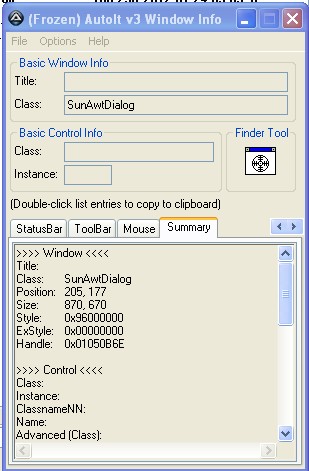 (Frozen) AutoIt v3 Window Info
File Options Help
Basic Window Info
Title:
Class: SunAwtDialog
Basic Control Info
Finder Tool
Class:
Instance:
(Double-click list entries to copy to clipboard)
StatusBar ToolBar Mouse Summary
>>>> Window <<<<
Title:
Class: SunAwtDialog
Position: 205, 177
Size: 870, 670
Style: 0x96000000
ExStyle: 0x00000000
Handle: 0x01050B6E
>>>> Control <<<<
Class:
Instance:
ClassnameNN:
Name:
Advanced (Class):